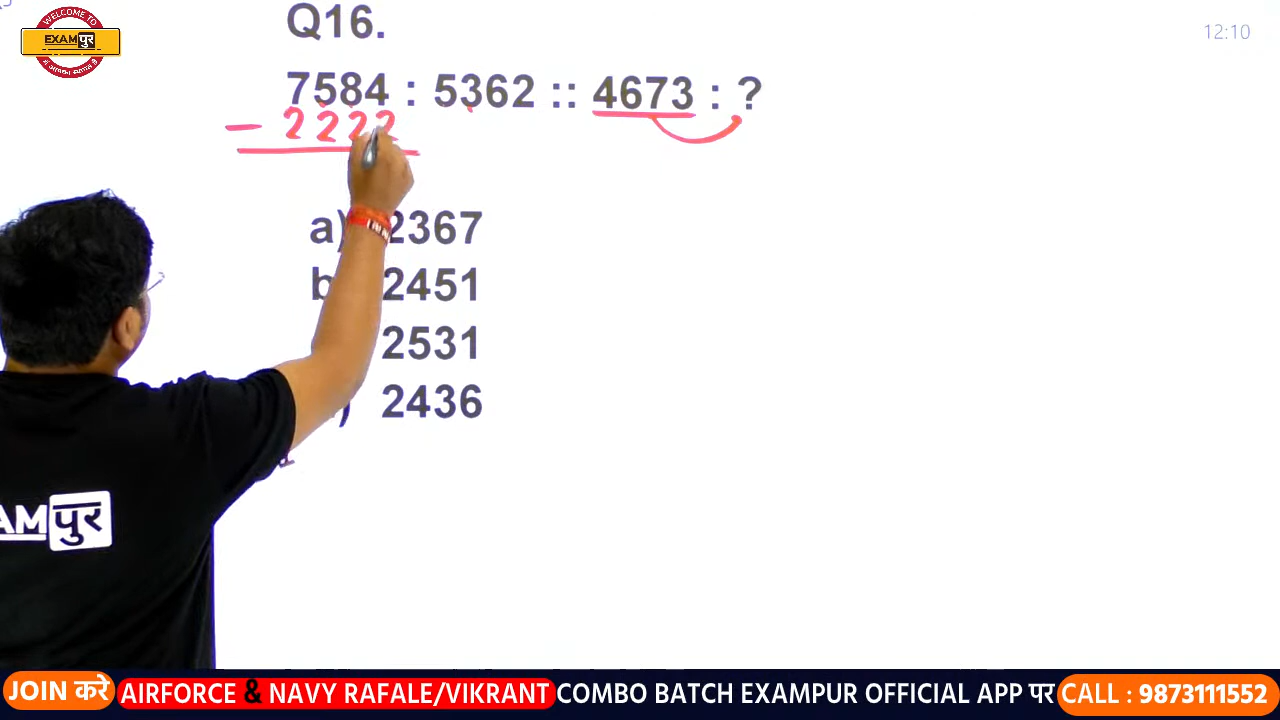 WELCOME TO
EXAMपुर
12:10
Q16.
7584 : 5362 :: 4673 : ?
– 2222
a) 2367
b 2451
2531
) 2436
AMपुर
JOIN करे AIRFORCE & NAVY RAFALE/VIKRANT COMBO BATCH EXAMPUR OFFICIAL APP पर CALL : 9873111552